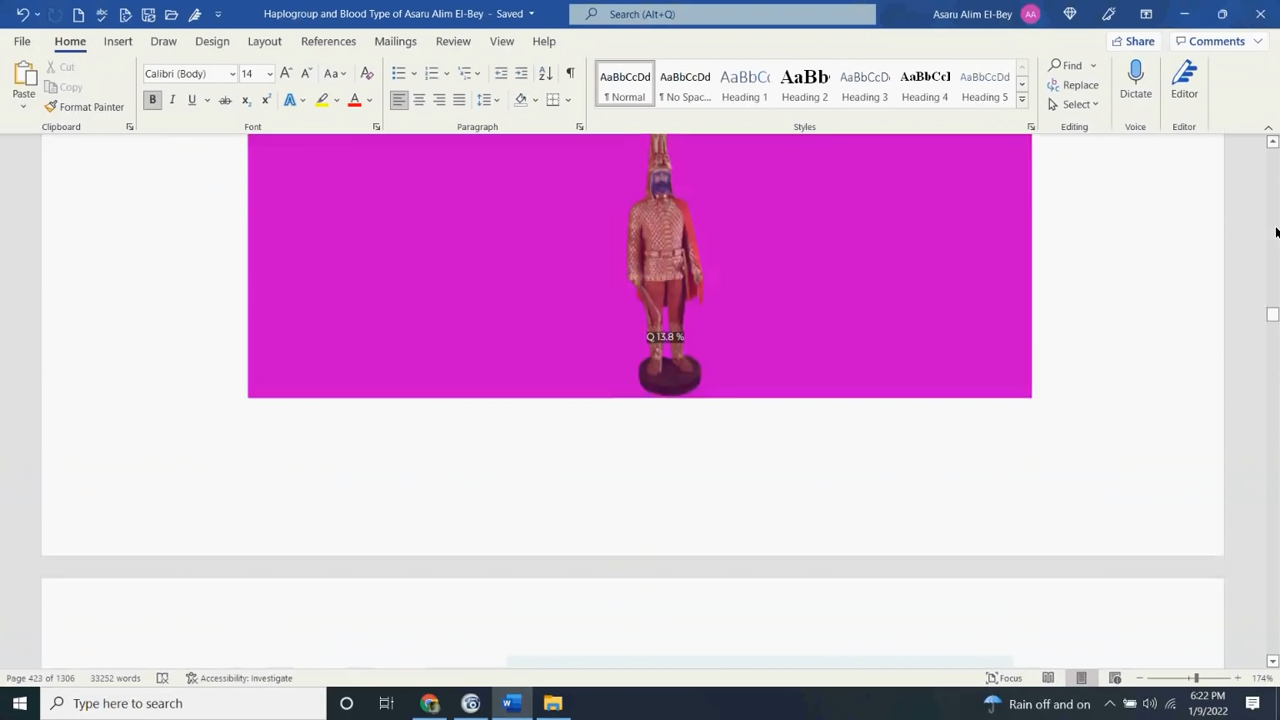 Haplogroup and Blood Type of Asaru Alim El-Bey - Saved
Search (Alt+Q)
Asaru Alim El-Bey
AA
File Home Insert Draw Design Layout References Mailings Review View Help
Share
Comments
Paste
Cut
Copy
Format Painter
Clipboard
Calibri (Body) 14
Font
Paragraph
AaBbCcDd AaBbCcDd AaBbCc AaBb AaBbCcD AaBbCcI AaBbCcDd
¶ Normal ¶ No Spac... Heading 1 Heading 2 Heading 3 Heading 4 Heading 5
Styles
Find
Replace
Select
Editing
Dictate
Voice
Editor
Editor
Q 13.8 %
Page 423 of 1306 33252 words Accessibility: Investigate
Focus
174%
Type here to search
Rain off and on
6:22 PM
1/9/2022